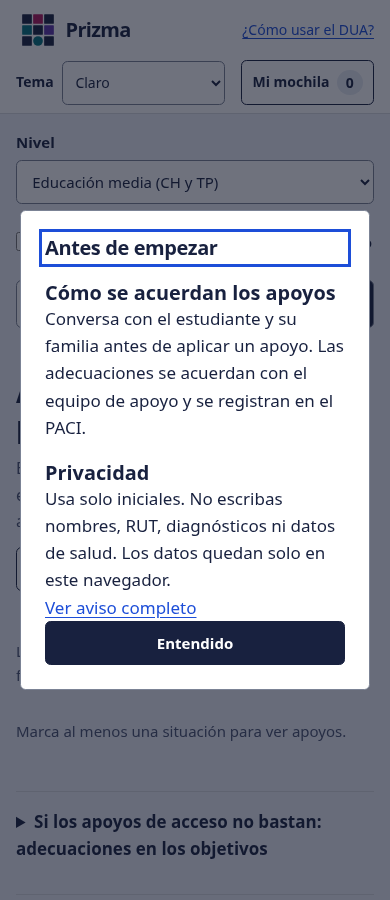 Prizma
¿Cómo usar el DUA?
Tema
Claro
Mi mochila 0
Nivel
Educación media (CH y TP)
Antes de empezar
Cómo se acuerdan los apoyos
Conversa con el estudiante y su
familia antes de aplicar un apoyo. Las
adecuaciones se acuerdan con el
equipo de apoyo y se registran en el
PACI.
Privacidad
Usa solo iniciales. No escribas
nombres, RUT, diagnósticos ni datos
de salud. Los datos quedan solo en
este navegador.
Ver aviso completo
Entendido
Marca al menos una situación para ver apoyos.
Si los apoyos de acceso no bastan:
adecuaciones en los objetivos